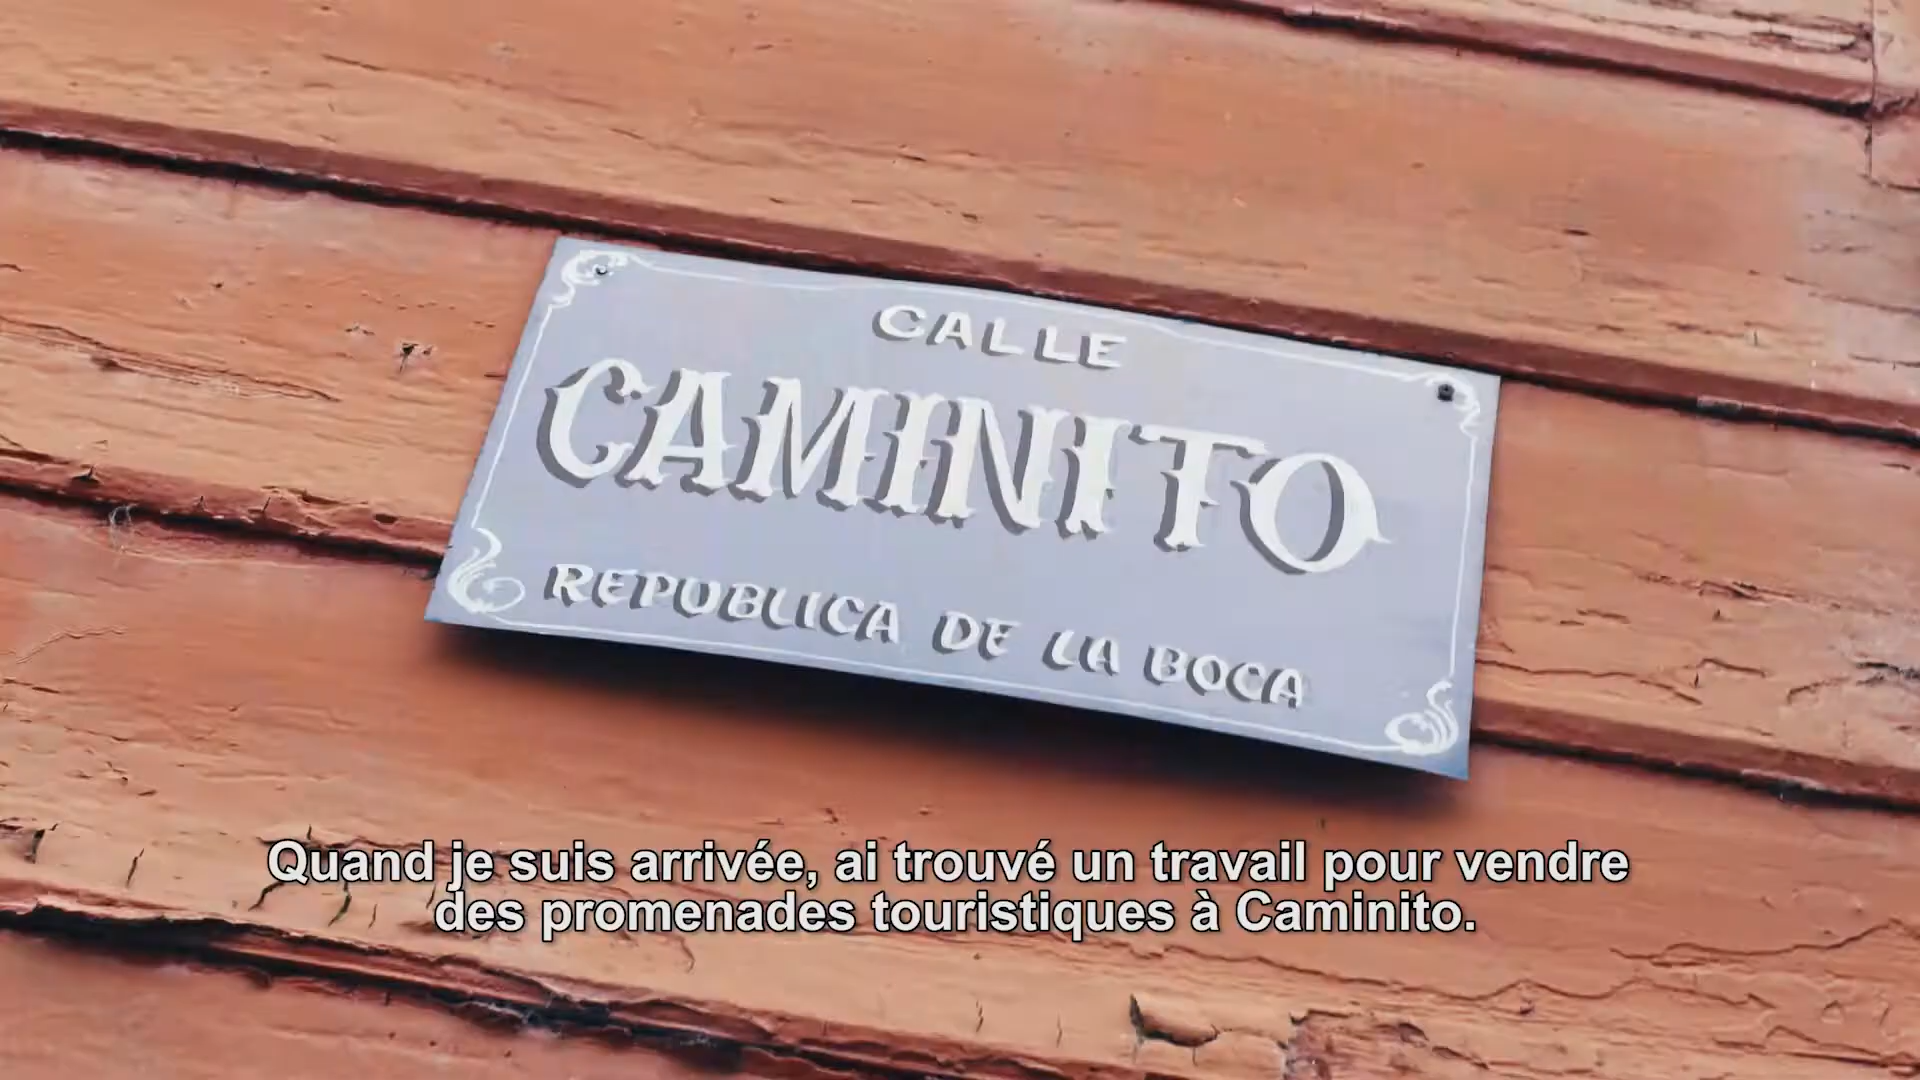 CALLE
CAMINITO
REPUBLICA DE LA BOCA
Quand je suis arrivée, ai trouvé un travail pour vendre
des promenades touristiques à Caminito.